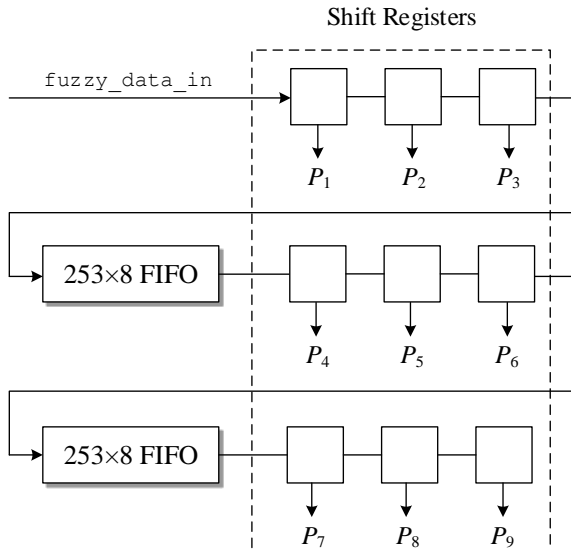 Shift Registers
fuzzy_data_in
P1 P2 P3
253×8 FIFO
P4 P5 P6
253×8 FIFO
P7 P8 P9